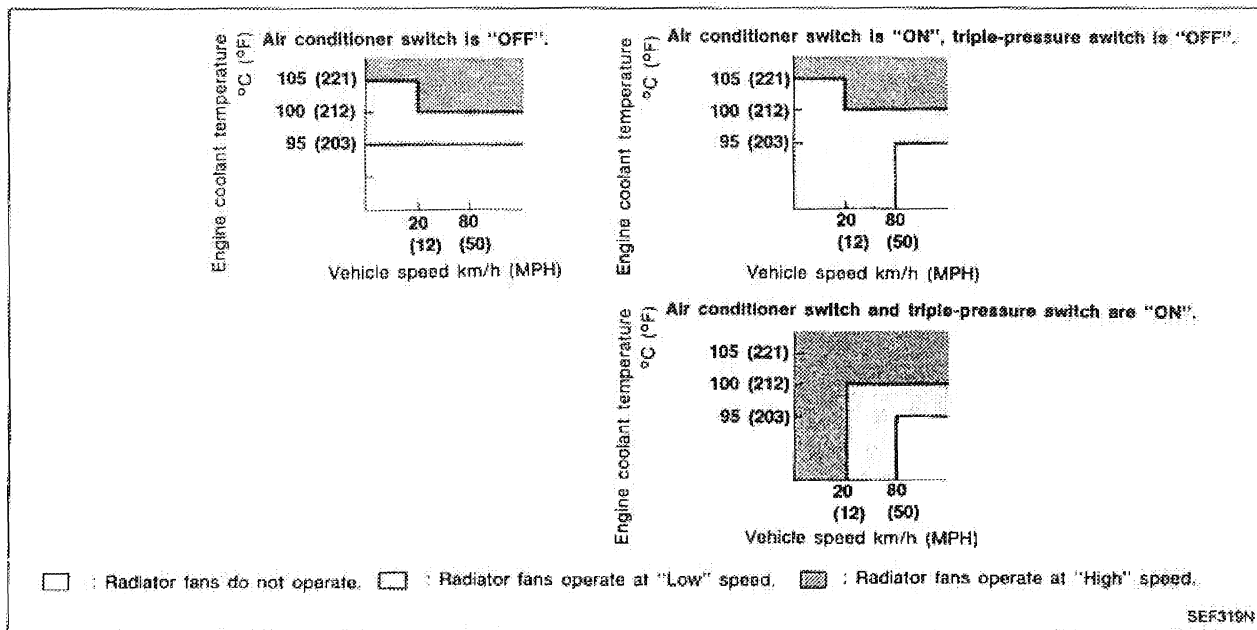 Air conditioner switch is "OFF".
Engine coolant temperature
°C (°F)
105 (221)
100 (212)
95 (203)
20
(12)
80
(50)
Vehicle speed km/h (MPH)
Air conditioner switch is "ON", triple-pressure switch is "OFF".
Engine coolant temperature
°C (°F)
105 (221)
100 (212)
95 (203)
20
(12)
80
(50)
Vehicle speed km/h (MPH)
Air conditioner switch and triple-pressure switch are "ON".
Engine coolant temperature
°C (°F)
105 (221)
100 (212)
95 (203)
20
(12)
80
(50)
Vehicle speed km/h (MPH)
: Radiator fans do not operate. : Radiator fans operate at "Low" speed. : Radiator fans operate at "High" speed.
SEF319N